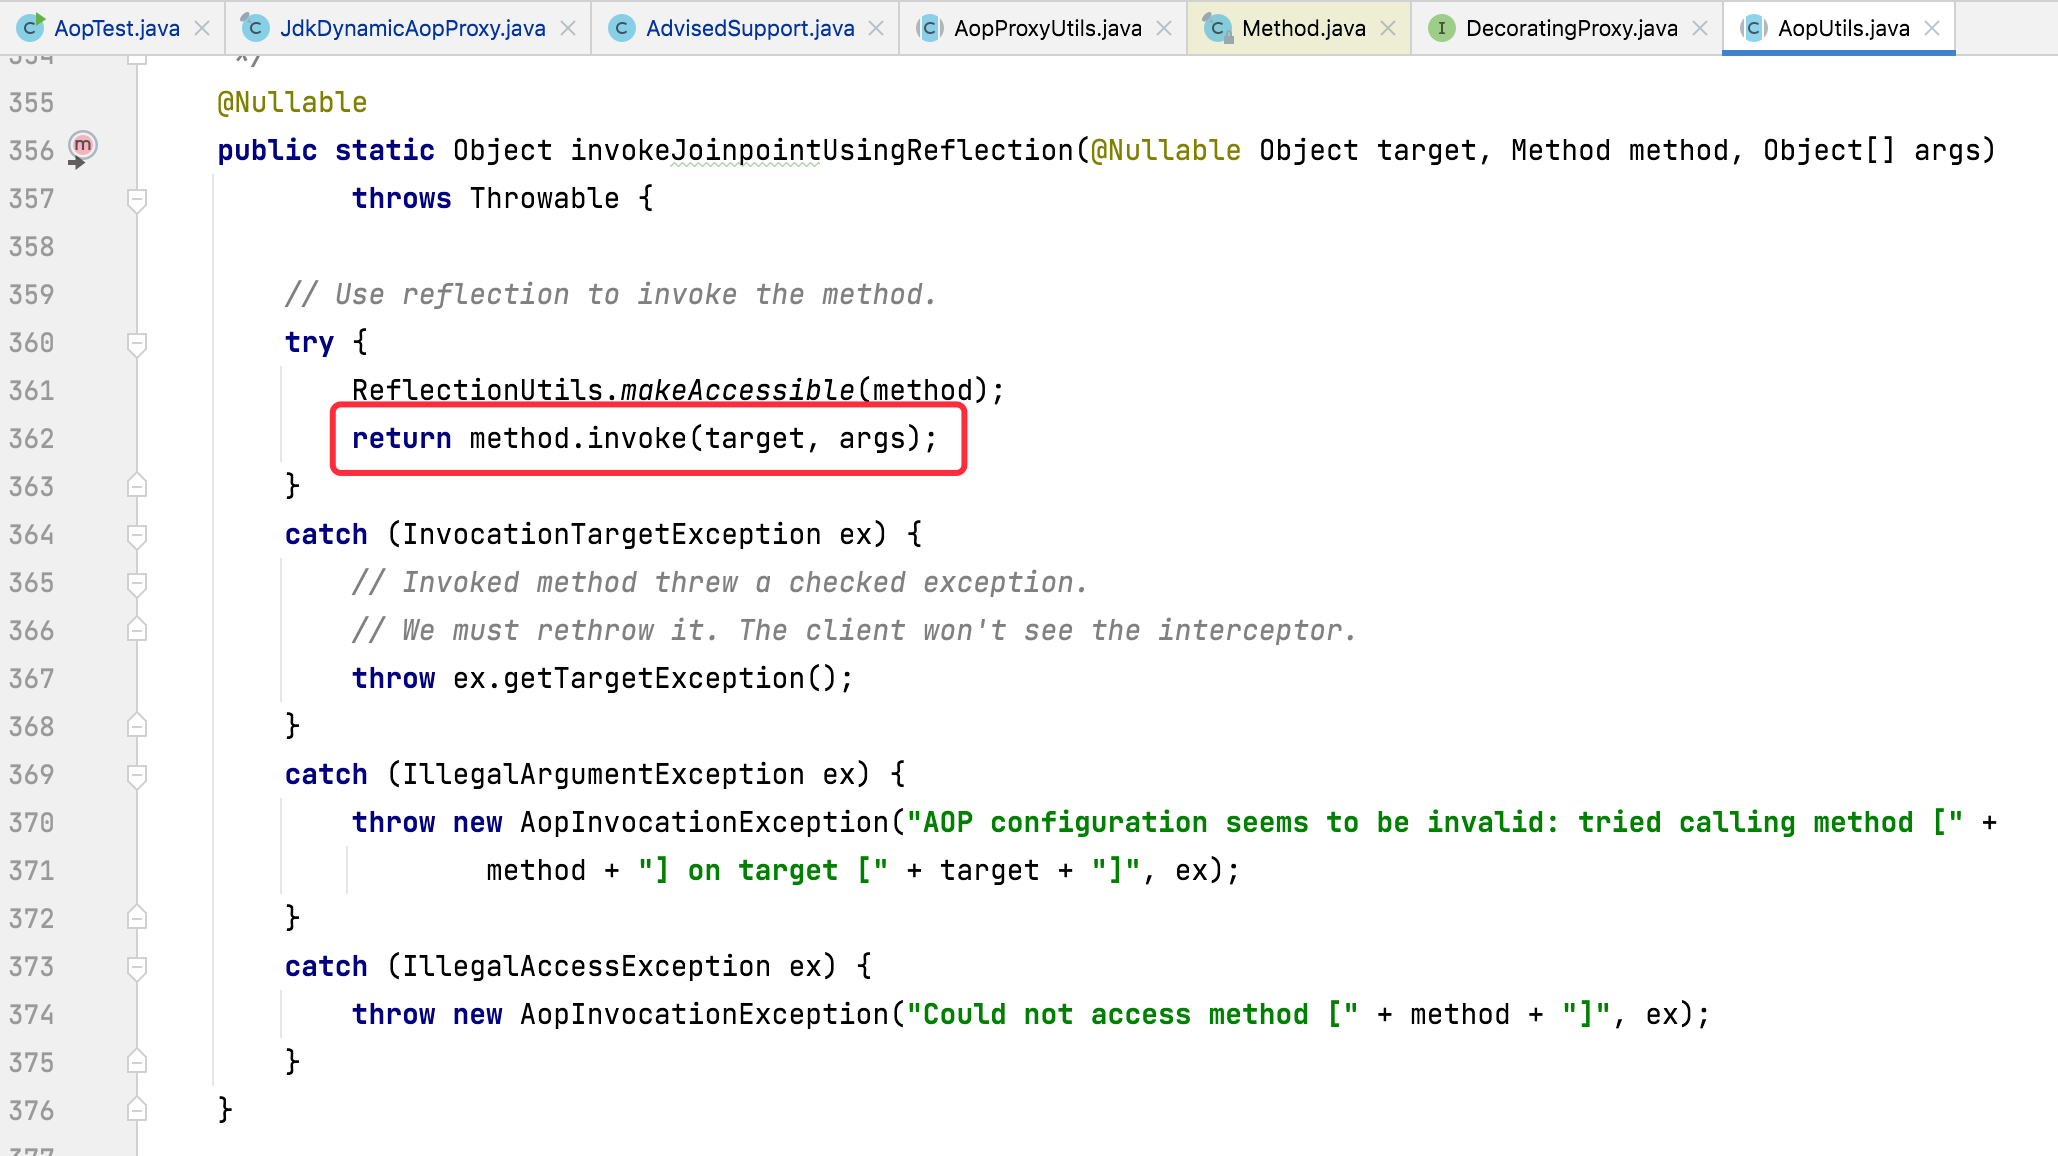 AopTest.java JdkDynamicAopProxy.java AdvisedSupport.java AopProxyUtils.java Method.java DecoratingProxy.java AopUtils.java
354 */
355 @Nullable
356 public static Object invokeJoinpointUsingReflection(@Nullable Object target, Method method, Object[] args)
357 throws Throwable {
358
359 // Use reflection to invoke the method.
360 try {
361 ReflectionUtils.makeAccessible(method);
362 return method.invoke(target, args);
363 }
364 catch (InvocationTargetException ex) {
365 // Invoked method threw a checked exception.
366 // We must rethrow it. The client won't see the interceptor.
367 throw ex.getTargetException();
368 }
369 catch (IllegalArgumentException ex) {
370 throw new AopInvocationException("AOP configuration seems to be invalid: tried calling method [" +
371 method + "] on target [" + target + "]", ex);
372 }
373 catch (IllegalAccessException ex) {
374 throw new AopInvocationException("Could not access method [" + method + "]", ex);
375 }
376 }
377